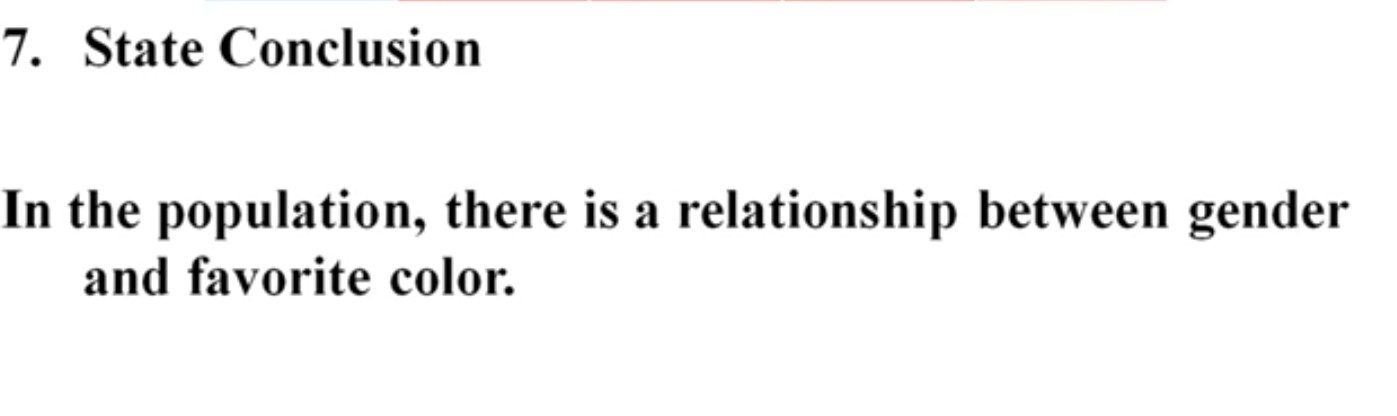 7. State Conclusion
In the population, there is a relationship between gender
and favorite color.